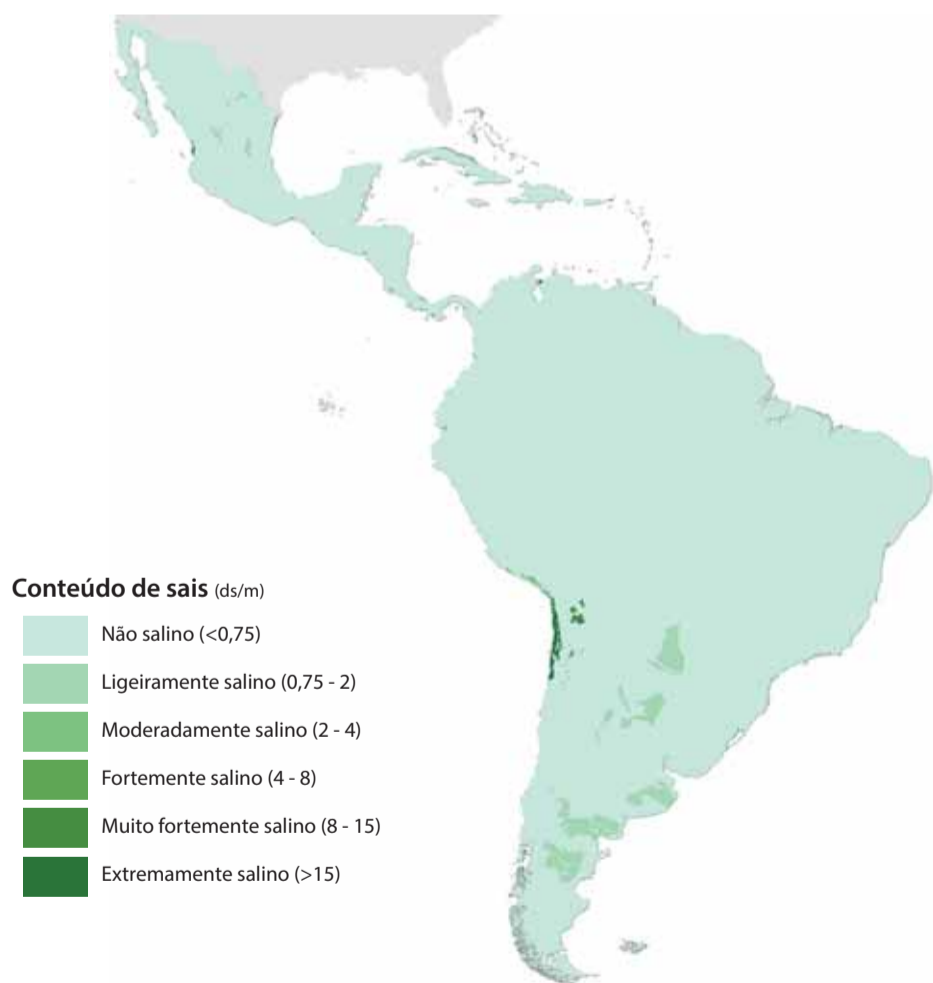 Conteúdo de sais (ds/m)
Não salino (<0,75)
Ligeiramente salino (0,75 - 2)
Moderadamente salino (2 - 4)
Fortemente salino (4 - 8)
Muito fortemente salino (8 - 15)
Extremamente salino (>15)